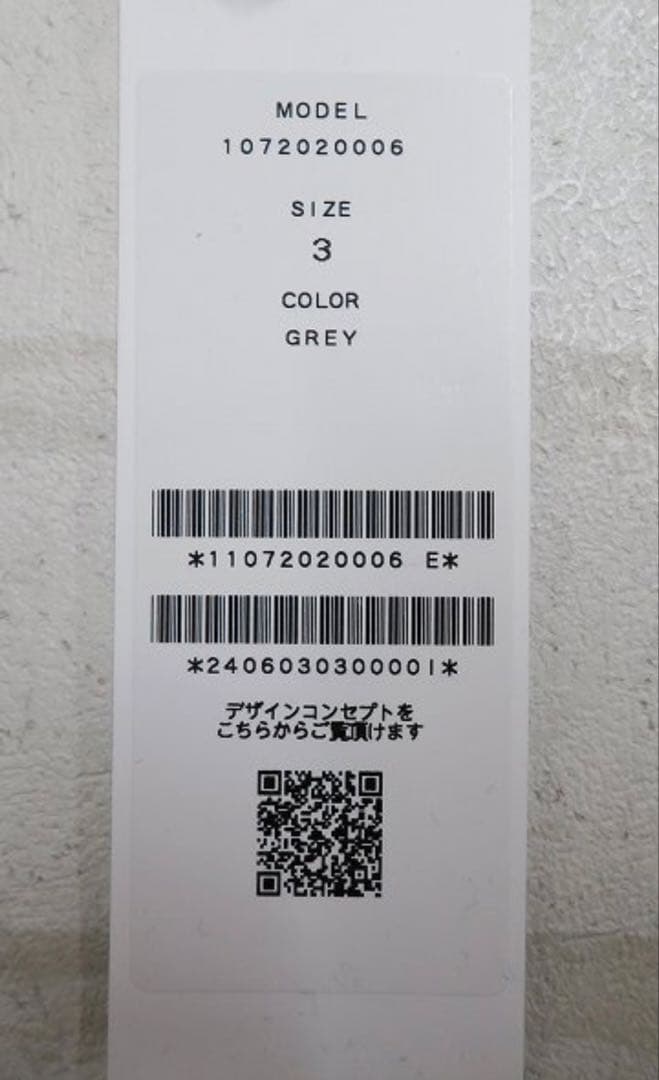 MODEL
1072020006
SIZE
3
COLOR
GREY
*11072020006 E*
*2406030300001*
デザインコンセプトを
こちらからご覧頂けます